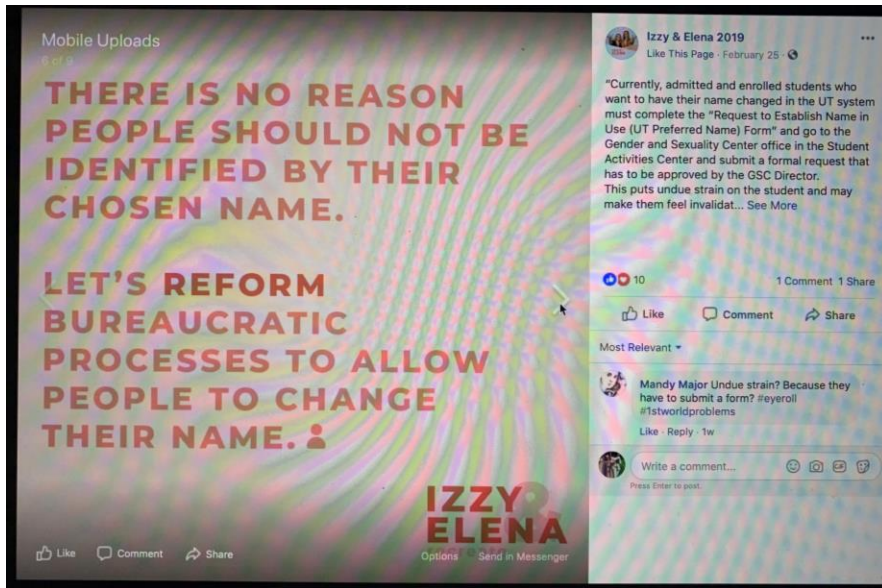 Mobile Uploads
6 of 9
THERE IS NO REASON
PEOPLE SHOULD NOT BE
IDENTIFIED BY THEIR
CHOSEN NAME.
LET'S REFORM
BUREAUCRATIC
PROCESSES TO ALLOW
PEOPLE TO CHANGE
THEIR NAME.
IZZY &
ELENA
Like Comment Share
Options Send in Messenger
Izzy & Elena 2019
Like This Page · February 25 ·
"Currently, admitted and enrolled students who
want to have their name changed in the UT system
must complete the "Request to Establish Name in
Use (UT Preferred Name) Form" and go to the
Gender and Sexuality Center office in the Student
Activities Center and submit a formal request that
has to be approved by the GSC Director.
This puts undue strain on the student and may
make them feel invalidat... See More
10
1 Comment 1 Share
Like Comment Share
Most Relevant
Mandy Major Undue strain? Because they
have to submit a form? #eyeroll
#1stworldproblems
Like · Reply · 1w
Write a comment...
GIF
Press Enter to post.